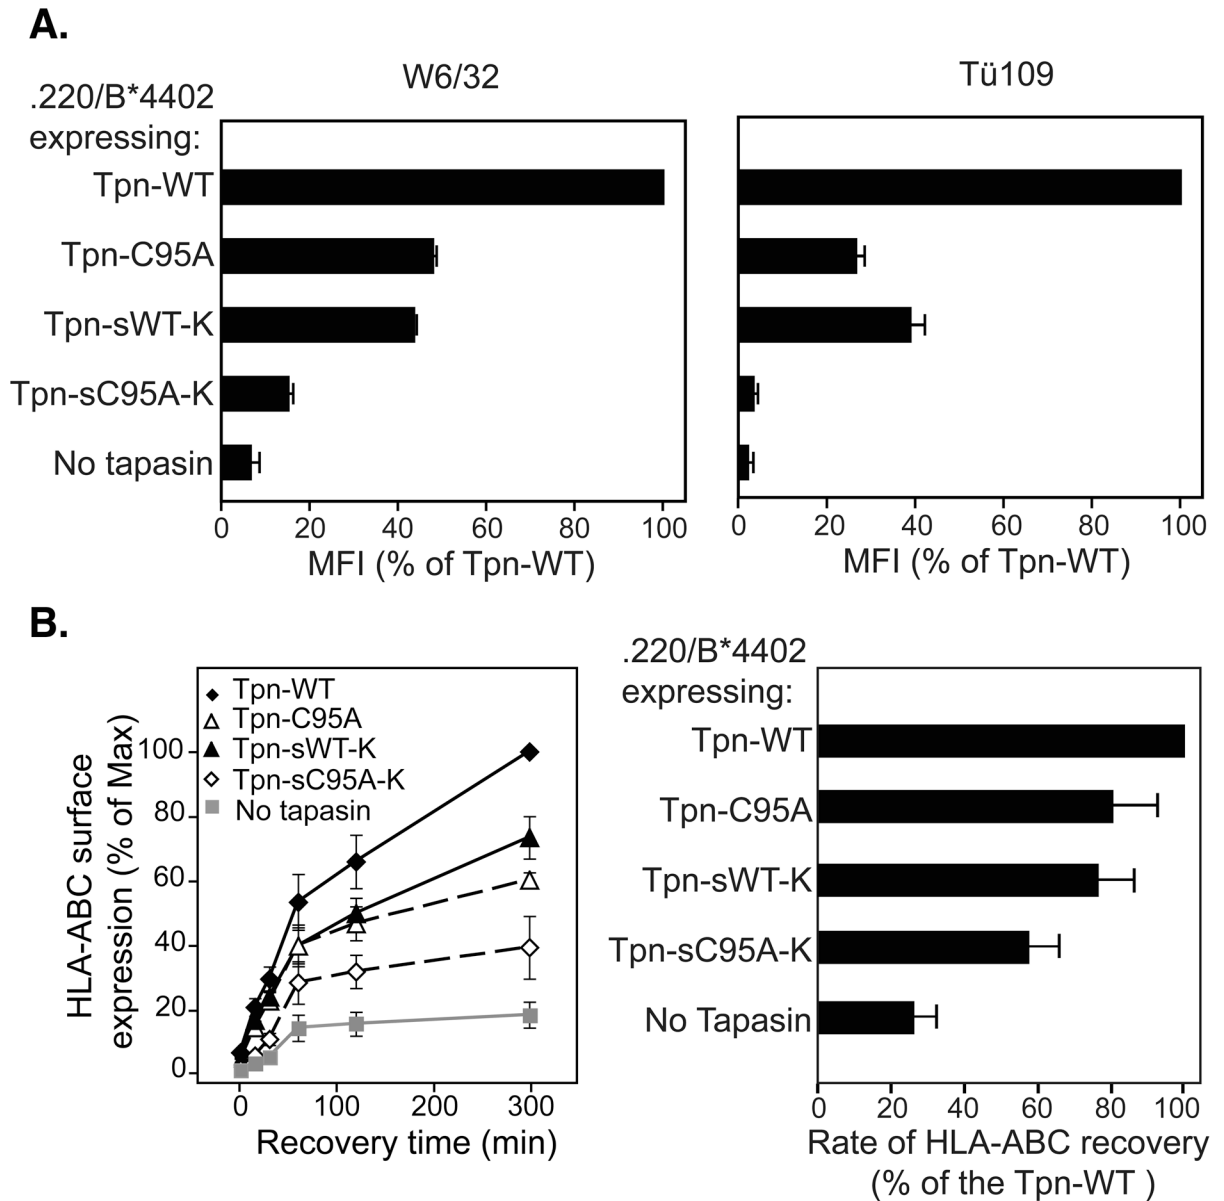 A.
W6/32
Tü109
.220/B*4402
expressing:
Tpn-WT
Tpn-C95A
Tpn-sWT-K
Tpn-sC95A-K
No tapasin
0 20 40 60 80 100
0 20 40 60 80 100
MFI (% of Tpn-WT)
MFI (% of Tpn-WT)
B.
HLA-ABC surface
expression (% of Max)
100
80
60
40
20
0
Tpn-WT
Tpn-C95A
Tpn-sWT-K
Tpn-sC95A-K
No tapasin
0 100 200 300
Recovery time (min)
.220/B*4402
expressing:
Tpn-WT
Tpn-C95A
Tpn-sWT-K
Tpn-sC95A-K
No Tapasin
0 20 40 60 80 100
Rate of HLA-ABC recovery
(% of the Tpn-WT )